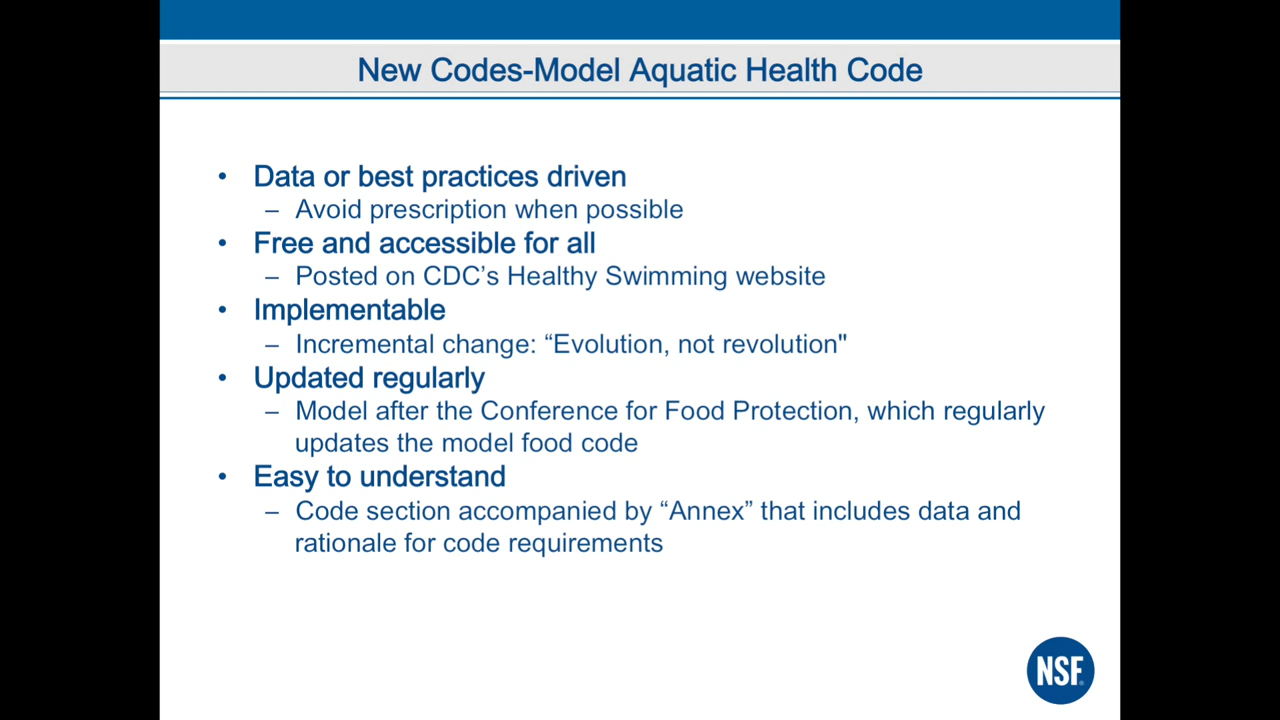 New Codes-Model Aquatic Health Code
• Data or best practices driven
– Avoid prescription when possible
• Free and accessible for all
– Posted on CDC’s Healthy Swimming website
• Implementable
– Incremental change: “Evolution, not revolution"
• Updated regularly
– Model after the Conference for Food Protection, which regularly
updates the model food code
• Easy to understand
– Code section accompanied by “Annex” that includes data and
rationale for code requirements
NSF®